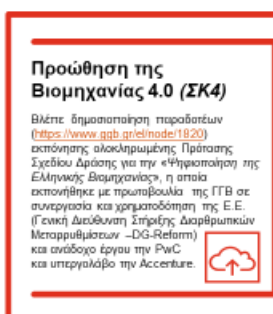 Προώθηση της
Βιομηχανίας 4.0 (ΣΚ4)
Βλέπε δημοσιοποίηση παραδοτέων
(https://www.ggb.gr/el/node/1820)
εκπόνησης ολοκληρωμένης Πρότασης
Σχεδίου Δράσης για την «Ψηφιοποίηση της
Ελληνικής Βιομηχανίας», η οποία
εκπονήθηκε με πρωτοβουλία της ΓΓΒ σε
συνεργασία και χρηματοδότηση της Ε.Ε.
(Γενική Διεύθυνση Στήριξης Διαρθρωτικών
Μεταρρυθμίσεων –DG-Reform)
και ανάδοχο έργου την PwC
και υπεργολάβο την Accenture.